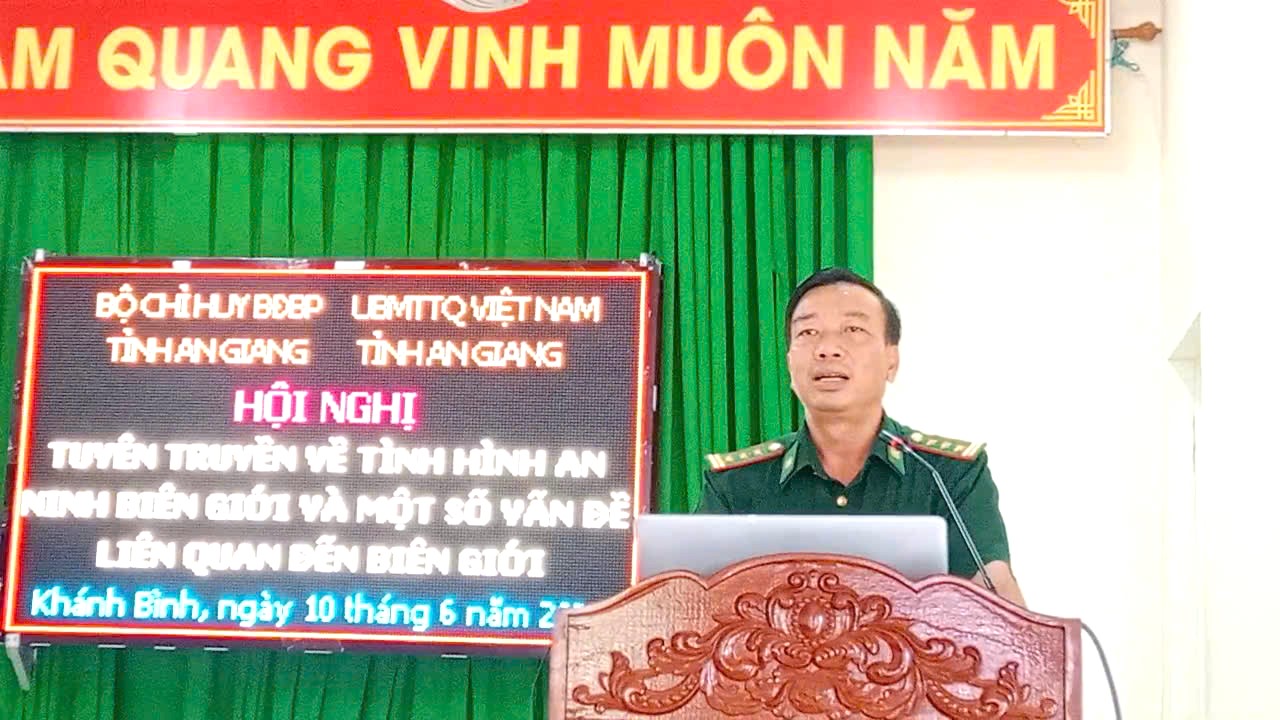 QUANG VINH MUÔN NĂM
BỘ CHỈ HUY BĐBP UBMTTQ VIỆT NAM
TỈNH AN GIANG TỈNH AN GIANG
HỘI NGHỊ
TUYÊN TRUYỀN VỀ TÌNH HÌNH AN
NINH BIÊN GIỚI VÀ MỘT SỐ VẤN ĐỀ
LIÊN QUAN ĐẾN BIÊN GIỚI
Khánh Bình, ngày 10 tháng 6 năm